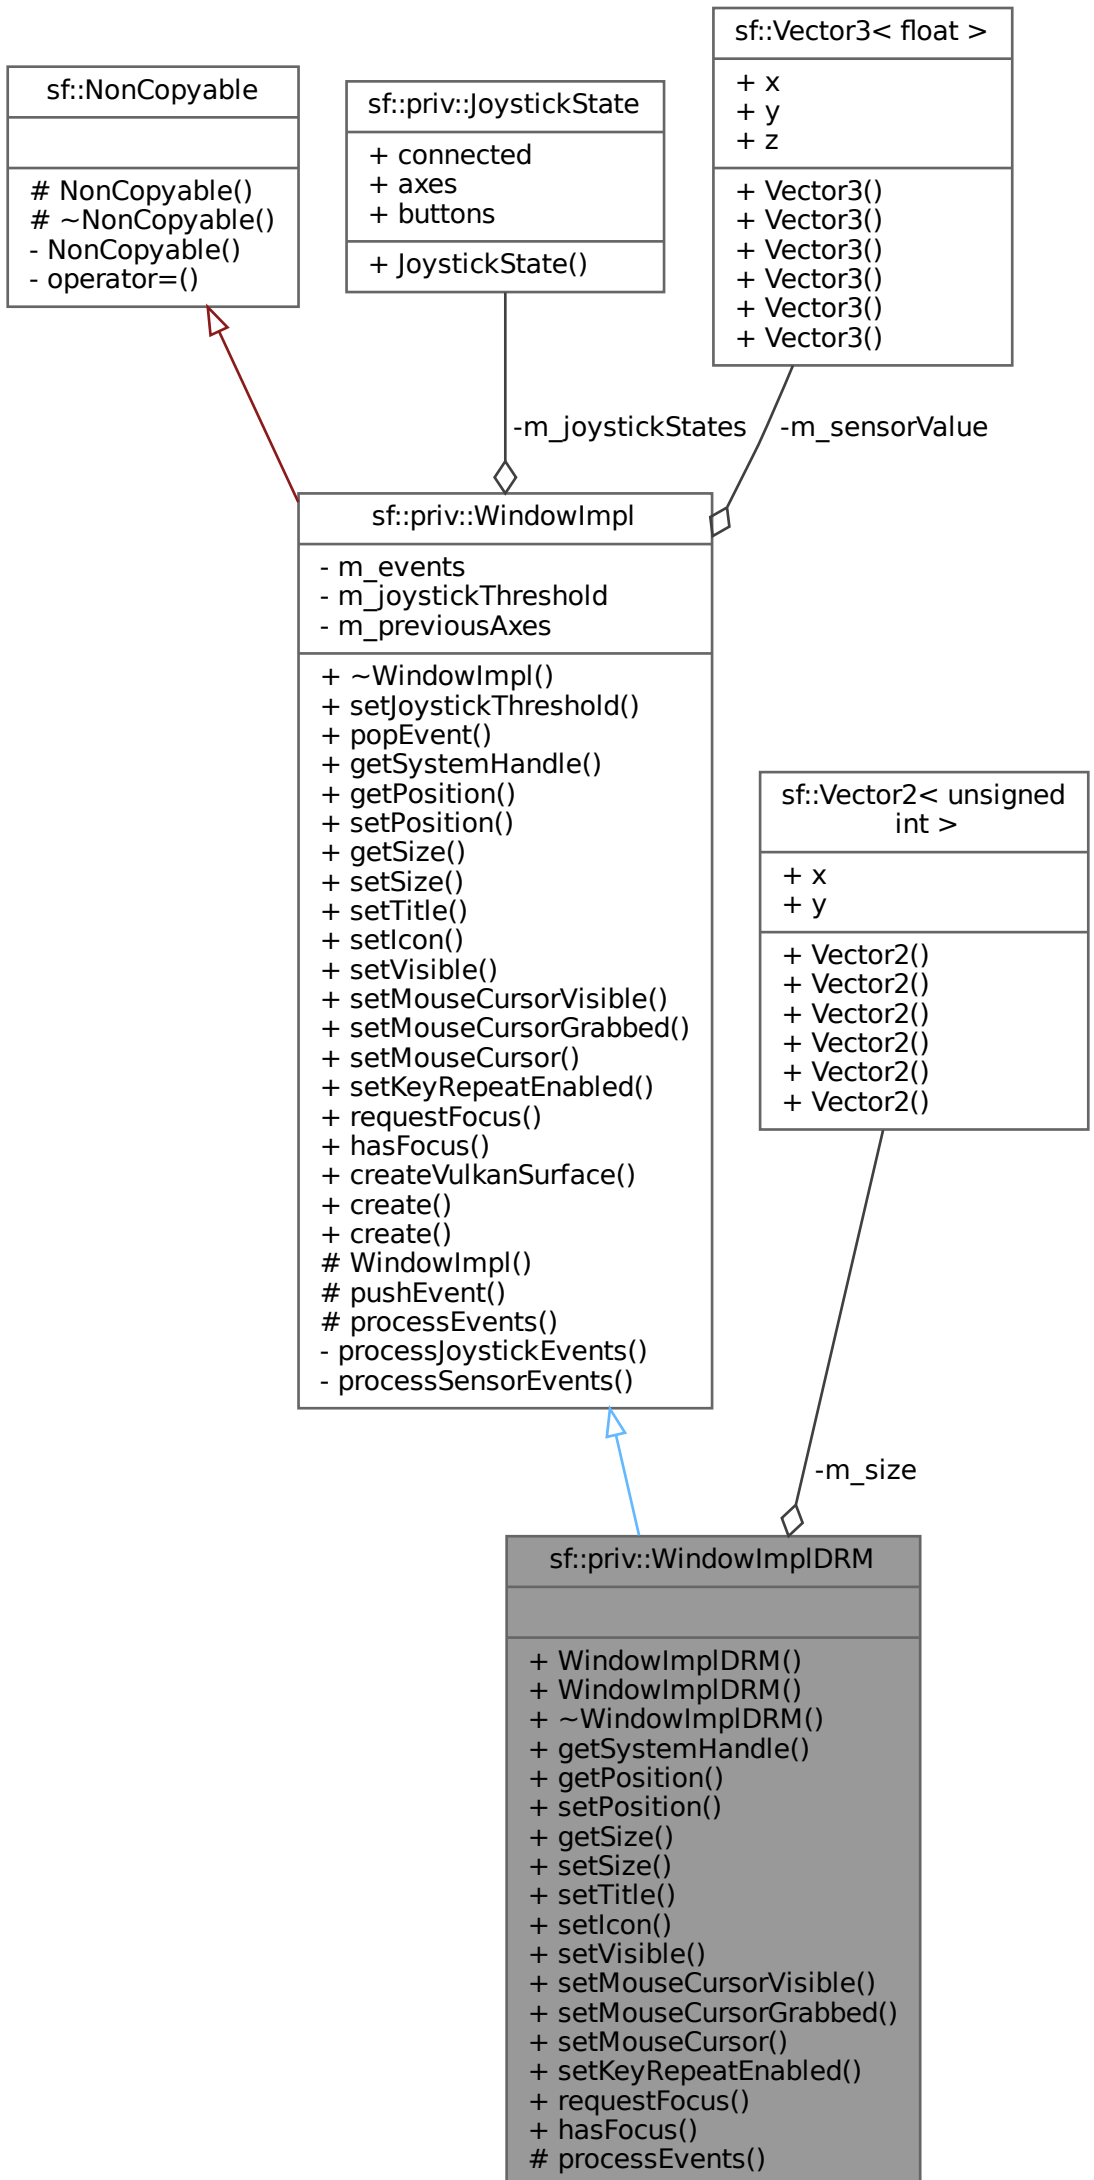 sf::NonCopyable
# NonCopyable()
# ~NonCopyable()
- NonCopyable()
- operator=()
sf::priv::JoystickState
+ connected
+ axes
+ buttons
+ JoystickState()
sf::Vector3< float >
+ x
+ y
+ z
+ Vector3()
+ Vector3()
+ Vector3()
+ Vector3()
+ Vector3()
+ Vector3()
-m_joystickStates
-m_sensorValue
sf::priv::WindowImpl
- m_events
- m_joystickThreshold
- m_previousAxes
+ ~WindowImpl()
+ setJoystickThreshold()
+ popEvent()
+ getSystemHandle()
+ getPosition()
+ setPosition()
+ getSize()
+ setSize()
+ setTitle()
+ setIcon()
+ setVisible()
+ setMouseCursorVisible()
+ setMouseCursorGrabbed()
+ setMouseCursor()
+ setKeyRepeatEnabled()
+ requestFocus()
+ hasFocus()
+ createVulkanSurface()
+ create()
+ create()
# WindowImpl()
# pushEvent()
# processEvents()
- processJoystickEvents()
- processSensorEvents()
sf::Vector2< unsigned
int >
+ x
+ y
+ Vector2()
+ Vector2()
+ Vector2()
+ Vector2()
+ Vector2()
+ Vector2()
-m_size
sf::priv::WindowImplDRM
+ WindowImplDRM()
+ WindowImplDRM()
+ ~WindowImplDRM()
+ getSystemHandle()
+ getPosition()
+ setPosition()
+ getSize()
+ setSize()
+ setTitle()
+ setIcon()
+ setVisible()
+ setMouseCursorVisible()
+ setMouseCursorGrabbed()
+ setMouseCursor()
+ setKeyRepeatEnabled()
+ requestFocus()
+ hasFocus()
# processEvents()